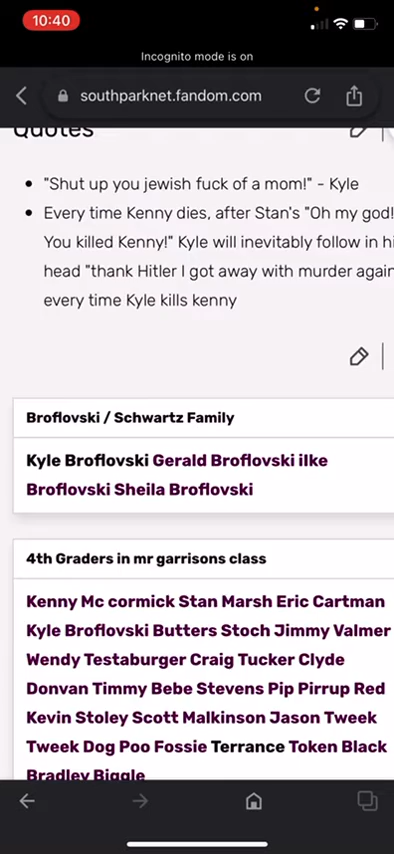 10:40
Incognito mode is on
southparknet.fandom.com
Quotes
"Shut up you jewish fuck of a mom!" - Kyle
Every time Kenny dies, after Stan's "Oh my god!
You killed Kenny!" Kyle will inevitably follow in hi
head "thank Hitler I got away with murder again
every time Kyle kills kenny
Broflovski / Schwartz Family
Kyle Broflovski Gerald Broflovski ilke
Broflovski Sheila Broflovski
4th Graders in mr garrisons class
Kenny Mc cormick Stan Marsh Eric Cartman
Kyle Broflovski Butters Stoch Jimmy Valmer
Wendy Testaburger Craig Tucker Clyde
Donvan Timmy Bebe Stevens Pip Pirrup Red
Kevin Stoley Scott Malkinson Jason Tweek
Tweek Dog Poo Fossie Terrance Token Black
Bradley Biggle